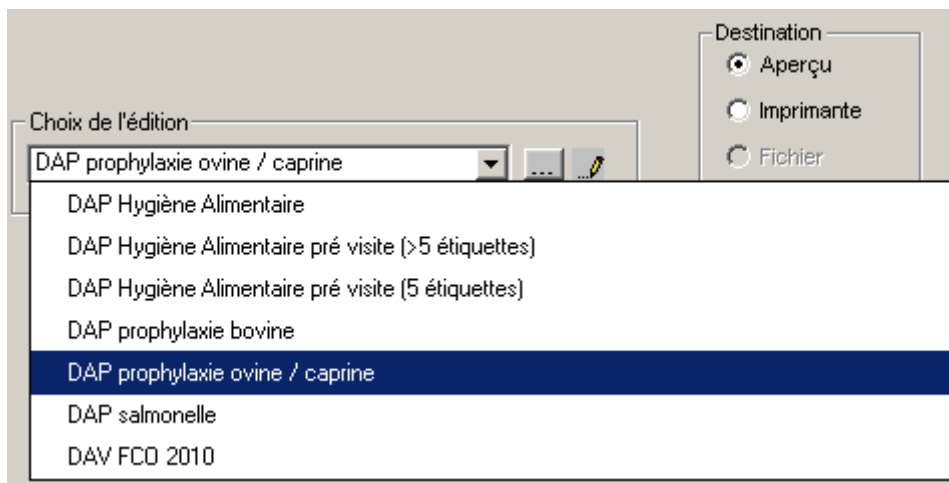 Destination
Aperçu
Imprimante
Fichier
Choix de l'édition
DAP prophylaxie ovine / caprine
...
DAP Hygiène Alimentaire
DAP Hygiène Alimentaire pré visite (>5 étiquettes)
DAP Hygiène Alimentaire pré visite (5 étiquettes)
DAP prophylaxie bovine
DAP prophylaxie ovine / caprine
DAP salmonelle
DAV FCO 2010